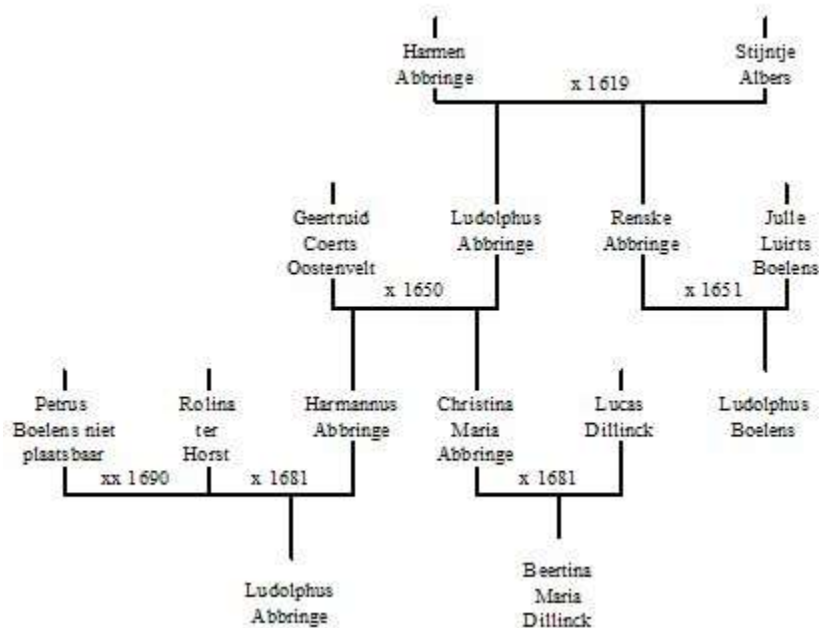 Harmen
Abbringe
Stijntje
Albers
x 1619
Geertruid
Coerts
Oostenvelt
Ludolphus
Abbringe
Renske
Abbringe
Julle
Luirts
Boelens
x 1650
x 1651
Petrus
Boelens niet
plaatsbaar
Rolina
ter
Horst
Harmannus
Abbringe
Christina
Maria
Abbringe
Lucas
Dillinck
Ludolphus
Boelens
xx 1690
x 1681
x 1681
Ludolphus
Abbringe
Beertina
Maria
Dillinck